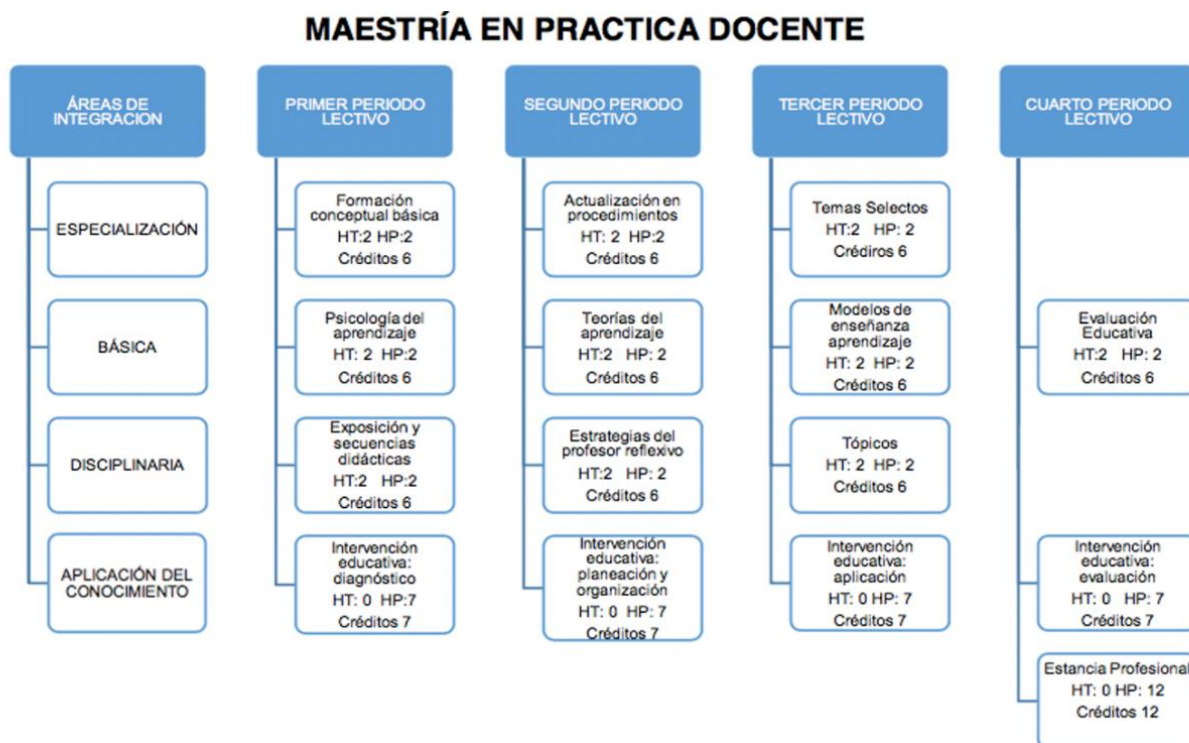 MAESTRÍA EN PRACTICA DOCENTE
ÁREAS DE
INTEGRACION
ESPECIALIZACIÓN
BÁSICA
DISCIPLINARIA
APLICACIÓN DEL
CONOCIMIENTO
PRIMER PERIODO
LECTIVO
Formación
conceptual básica
HT:2 HP:2
Créditos 6
Psicología del
aprendizaje
HT: 2 HP:2
Créditos 6
Exposición y
secuencias
didácticas
HT:2 HP:2
Créditos 6
Intervención
educativa:
diagnóstico
HT: 0 HP:7
Créditos 7
SEGUNDO PERIODO
LECTIVO
Actualización en
procedimientos
HT: 2 HP:2
Créditos 6
Teorías del
aprendizaje
HT:2 HP: 2
Créditos 6
Estrategias del
profesor reflexivo
HT:2 HP: 2
Créditos 6
Intervención
educativa:
planeación y
organización
HT: 0 HP: 7
Créditos 7
TERCER PERIODO
LECTIVO
Temas Selectos
HT:2 HP: 2
Crédiros 6
Modelos de
enseñanza
aprendizaje
HT: 2 HP: 2
Créditos 6
Tópicos
HT: 2 HP: 2
Créditos 6
Intervención
educativa:
aplicación
HT: 0 HP: 7
Créditos 7
CUARTO PERIODO
LECTIVO
Evaluación
Educativa
HT:2 HP: 2
Créditos 6
Intervención
educativa:
evaluación
HT: 0 HP: 7
Créditos 7
Estancia Profesional
HT: 0 HP: 12
Créditos 12